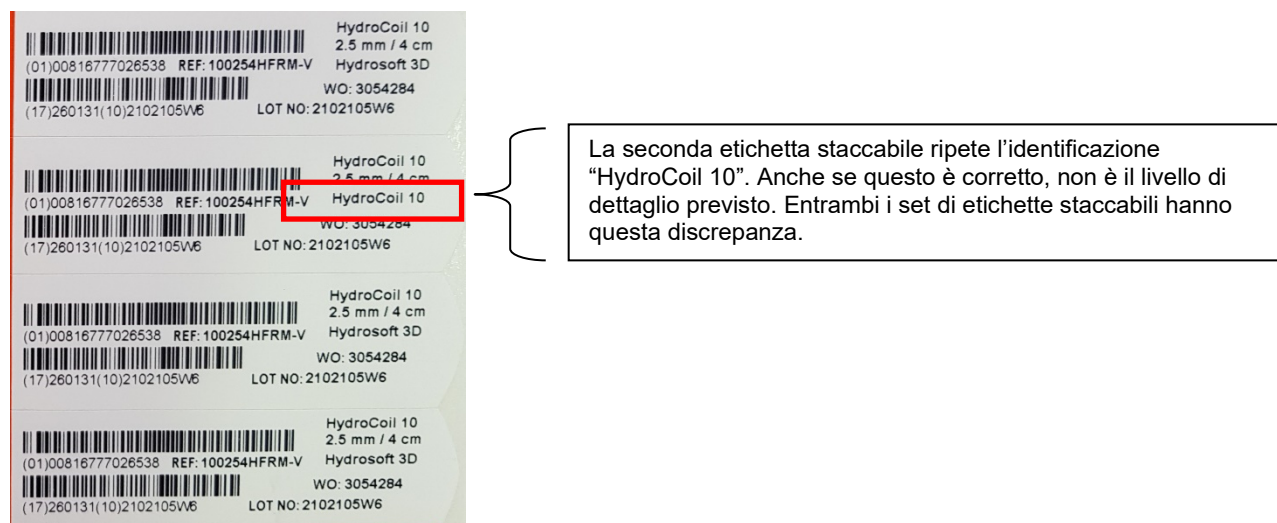 HydroCoil 10
2.5 mm / 4 cm
(01)00816777026538 REF: 100254HFRM-V Hydrosoft 3D
WO: 3054284
(17)260131(10)2102105W6 LOT NO: 2102105W6
HydroCoil 10
2.5 mm / 4 cm
(01)00816777026538 REF: 100254HFRM-V HydroCoil 10
WO: 3054284
(17)260131(10)2102105W6 LOT NO: 2102105W6
HydroCoil 10
2.5 mm / 4 cm
(01)00816777026538 REF: 100254HFRM-V Hydrosoft 3D
WO: 3054284
(17)260131(10)2102105W6 LOT NO: 2102105W6
HydroCoil 10
2.5 mm / 4 cm
(01)00816777026538 REF: 100254HFRM-V Hydrosoft 3D
WO: 3054284
(17)260131(10)2102105W6 LOT NO: 2102105W6
La seconda etichetta staccabile ripete l’identificazione
“HydroCoil 10”. Anche se questo è corretto, non è il livello di
dettaglio previsto. Entrambi i set di etichette staccabili hanno
questa discrepanza.